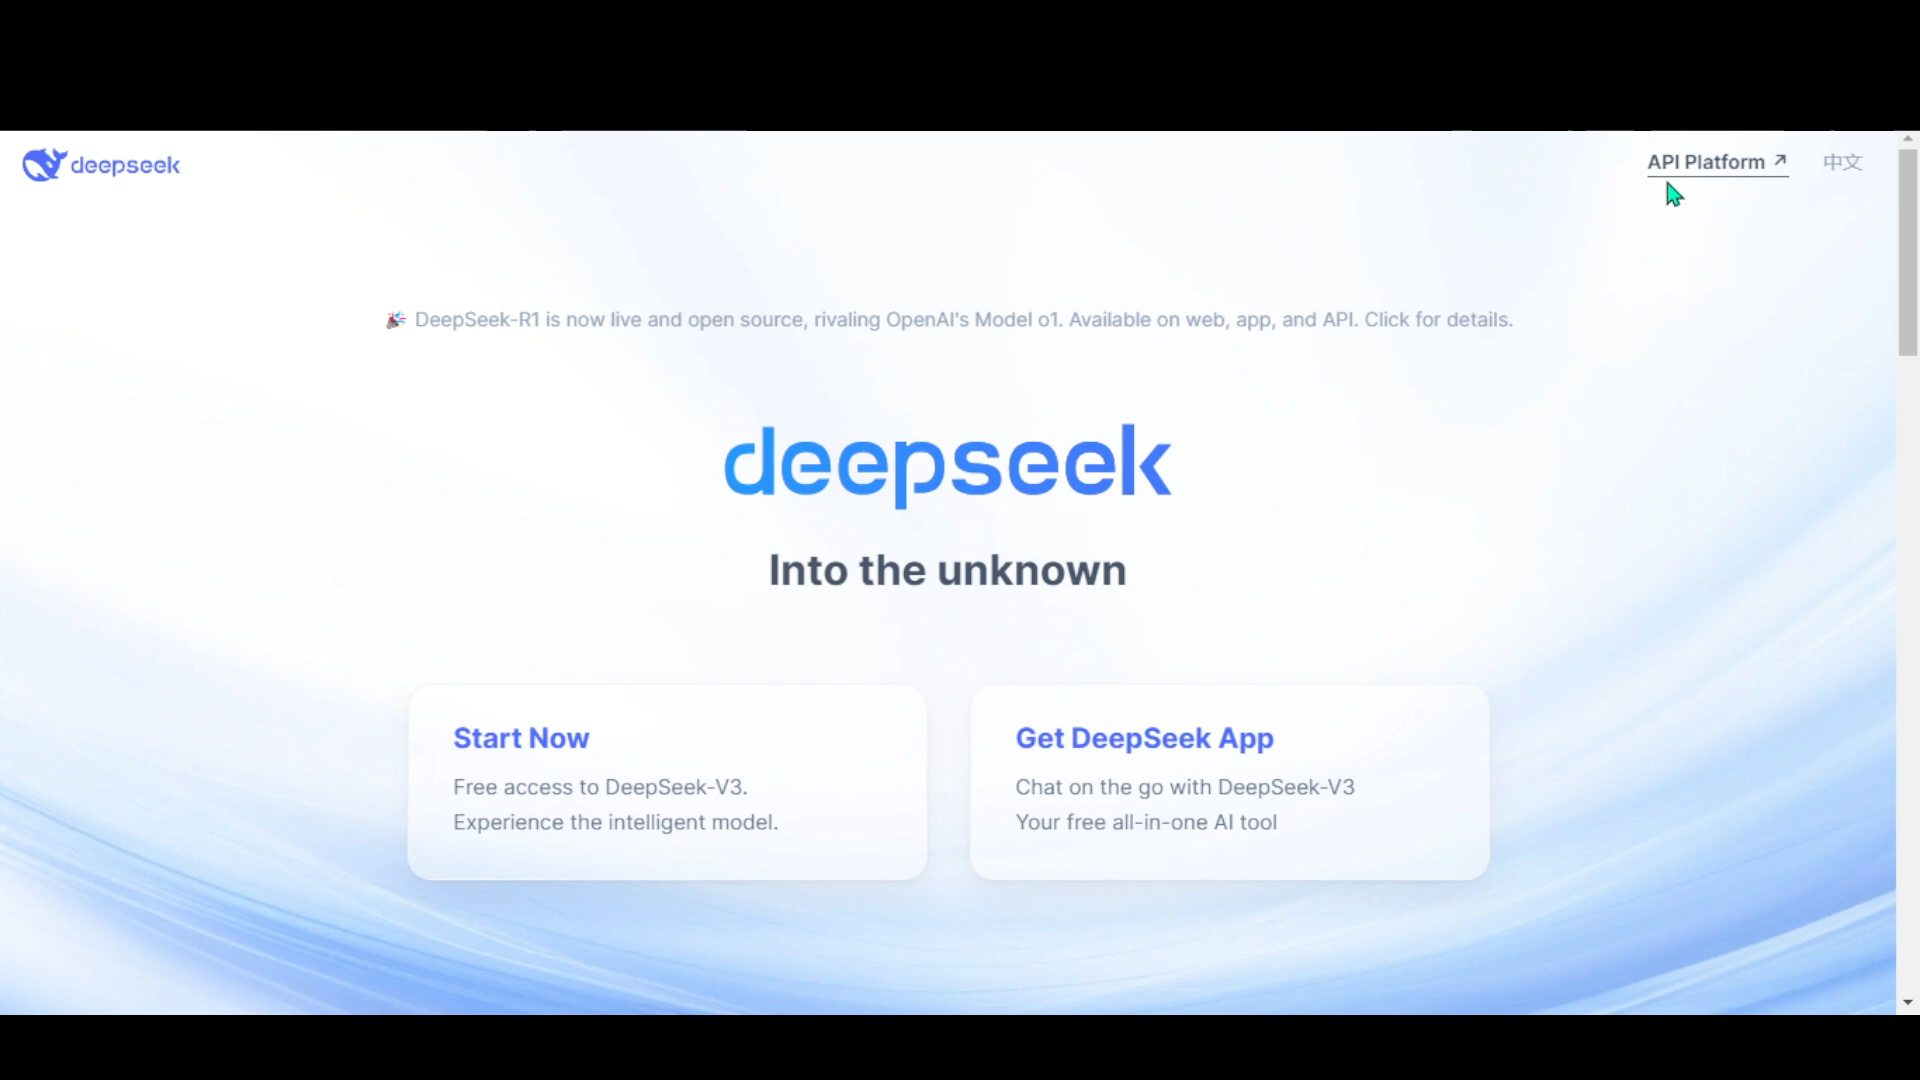 deepseek
API Platform ↗ 中文
🎉 DeepSeek-R1 is now live and open source, rivaling OpenAI's Model o1. Available on web, app, and API. Click for details.
deepseek
Into the unknown
Start Now
Free access to DeepSeek-V3.
Experience the intelligent model.
Get DeepSeek App
Chat on the go with DeepSeek-V3
Your free all-in-one AI tool